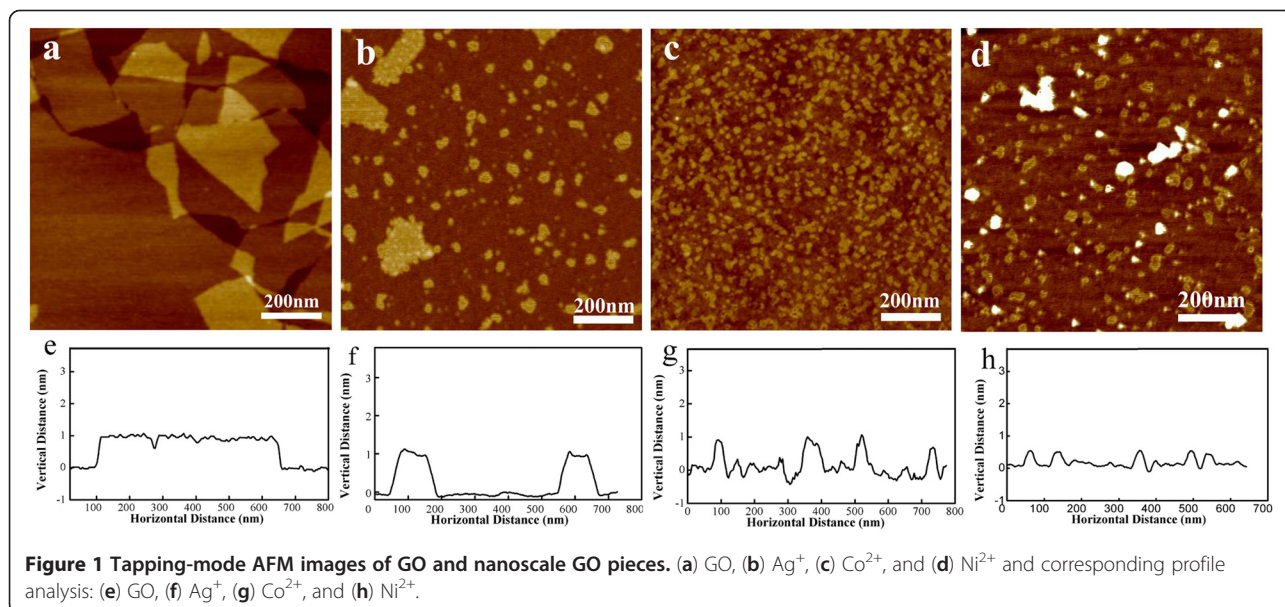 a
b
c
d
200nm
200nm
200nm
200nm
e
f
g
h
Vertical Distance (nm)
3
2
1
0
-1
100 200 300 400 500 600 700 800
Horizontal Distance (nm)
Vertical Distance (nm)
3
2
1
0
100 200 300 400 500 600 700 800
Horizontal Distance (nm)
Vertical Distance (nm)
3
2
1
0
-1
0 100 200 300 400 500 600 700 800
Horizontal Distance (nm)
Vertical Distance (nm)
3
2
1
0
-1
0 100 200 300 400 500 600 700
Horizontal Distance (nm)
Figure 1 Tapping-mode AFM images of GO and nanoscale GO pieces. (a) GO, (b) Ag⁺, (c) Co²⁺, and (d) Ni²⁺ and corresponding profile
analysis: (e) GO, (f) Ag⁺, (g) Co²⁺, and (h) Ni²⁺.